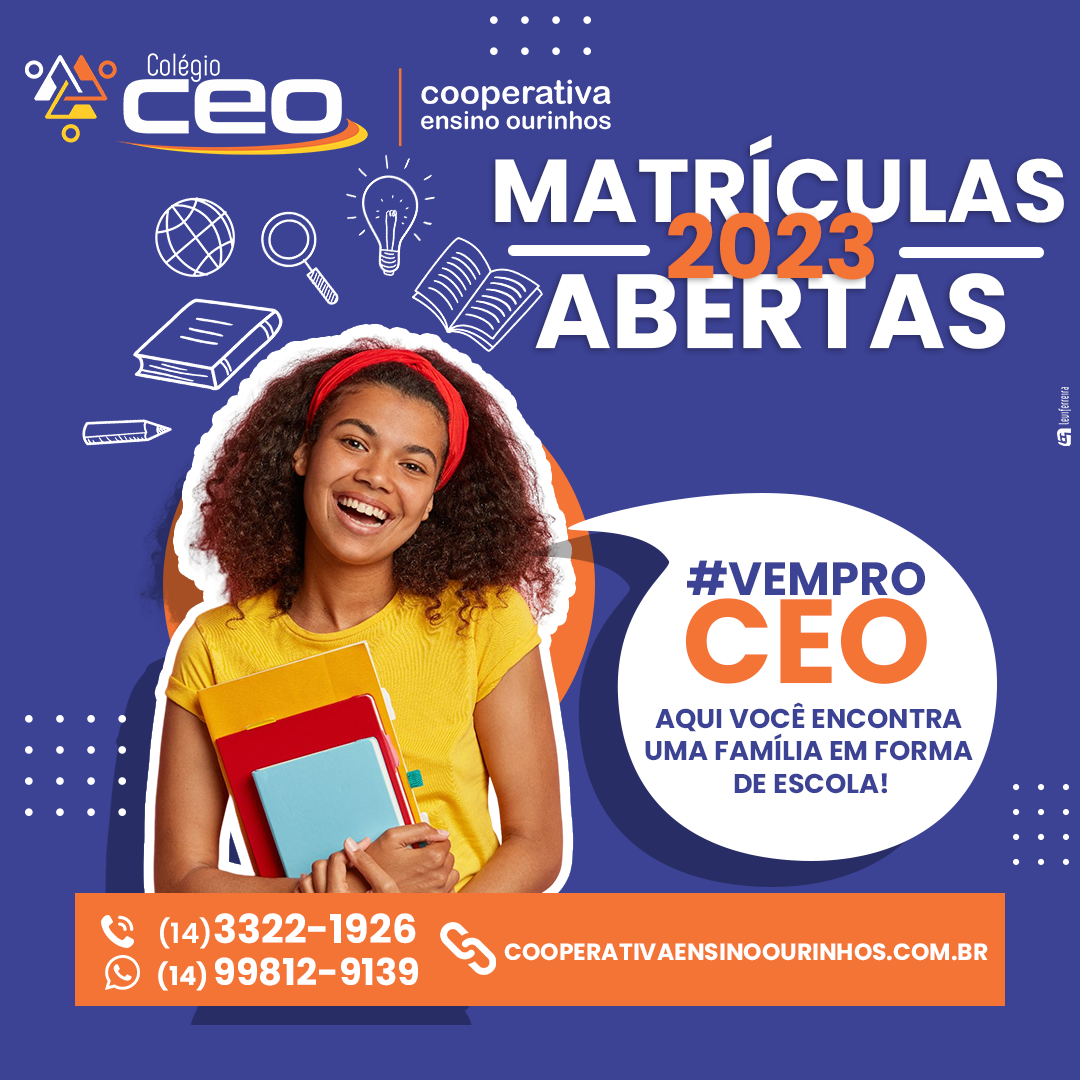 Colégio
ceo
cooperativa
ensino ourinhos
MATRÍCULAS
2023
ABERTAS
leviferreira
#VEMPRO
CEO
AQUI VOCÊ ENCONTRA
UMA FAMÍLIA EM FORMA
DE ESCOLA!
(14) 3322-1926
(14) 99812-9139
COOPERATIVAENSINOOURINHOS.COM.BR